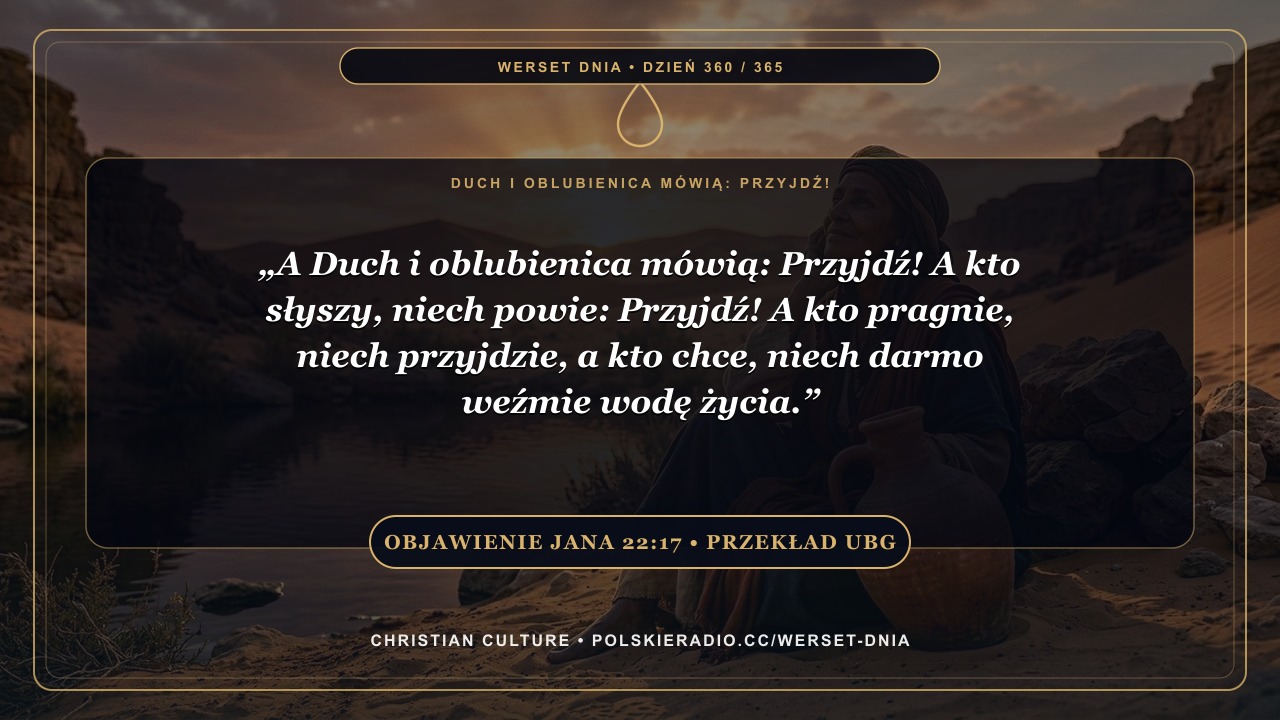 WERSET DNIA • DZIEŃ 360 / 365
DUCH I OBLUBIENICA MÓWIĄ: PRZYJDŹ!
„A Duch i oblubienica mówią: Przyjdź! A kto
słyszy, niech powie: Przyjdź! A kto pragnie,
niech przyjdzie, a kto chce, niech darmo
weźmie wodę życia.”
OBJAWIENIE JANA 22:17 • PRZEKŁAD UBG
CHRISTIAN CULTURE • POLSKIERADIO.CC/WERSET-DNIA